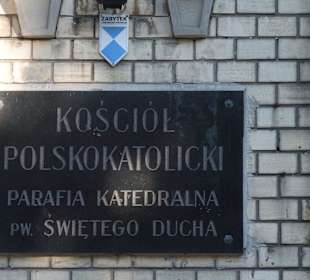 ZABYTEK
KOŚCIÓŁ
POLSKOKATOLICKI
PARAFIA KATEDRALNA
PW. ŚWIĘTEGO DUCHA